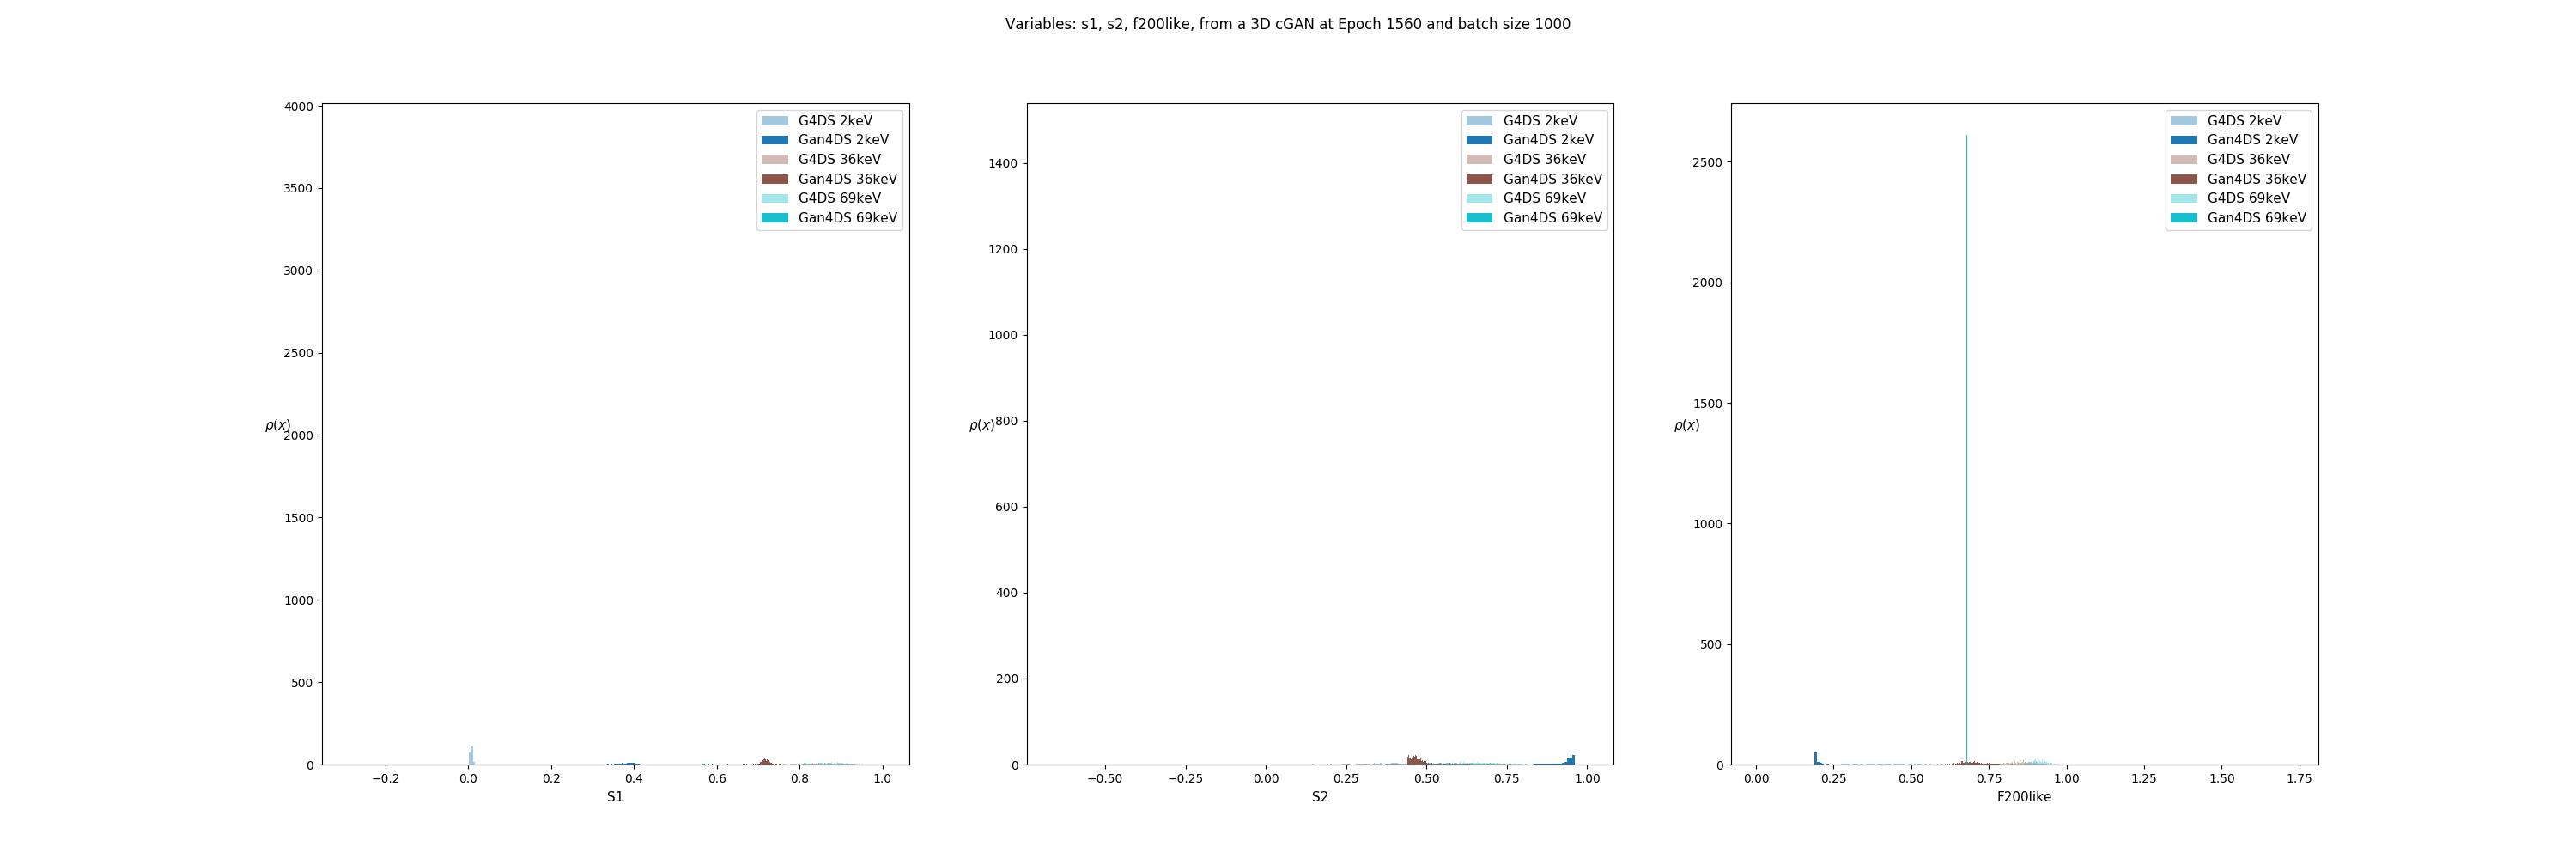 Variables: s1, s2, f200like, from a 3D cGAN at Epoch 1560 and batch size 1000
4000
3500
3000
2500
2000
1500
1000
500
0
ρ(x)
−0.2 0.0 0.2 0.4 0.6 0.8 1.0
S1
G4DS 2keV
Gan4DS 2keV
G4DS 36keV
Gan4DS 36keV
G4DS 69keV
Gan4DS 69keV
1400
1200
1000
800
600
400
200
0
ρ(x)
−0.50 −0.25 0.00 0.25 0.50 0.75 1.00
S2
G4DS 2keV
Gan4DS 2keV
G4DS 36keV
Gan4DS 36keV
G4DS 69keV
Gan4DS 69keV
2500
2000
1500
1000
500
0
ρ(x)
0.00 0.25 0.50 0.75 1.00 1.25 1.50 1.75
F200like
G4DS 2keV
Gan4DS 2keV
G4DS 36keV
Gan4DS 36keV
G4DS 69keV
Gan4DS 69keV